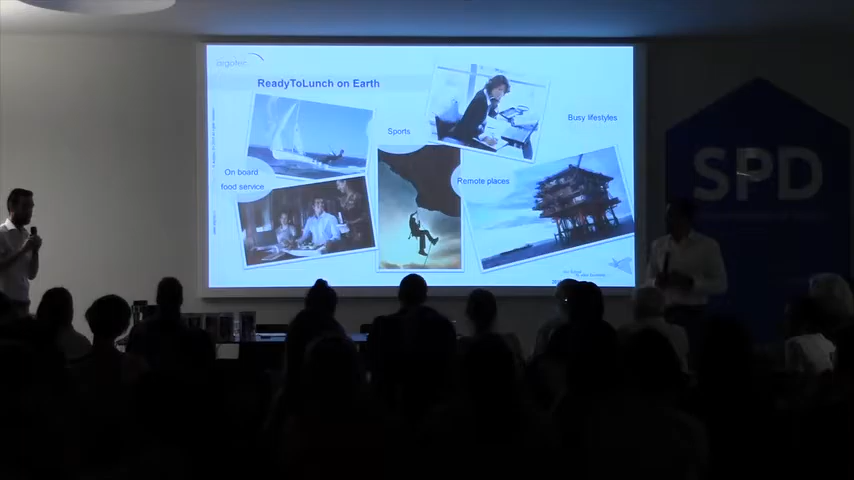 argotec
ReadyToLunch on Earth
Sports
Busy lifestyles
On board
food service
Remote places
SPD